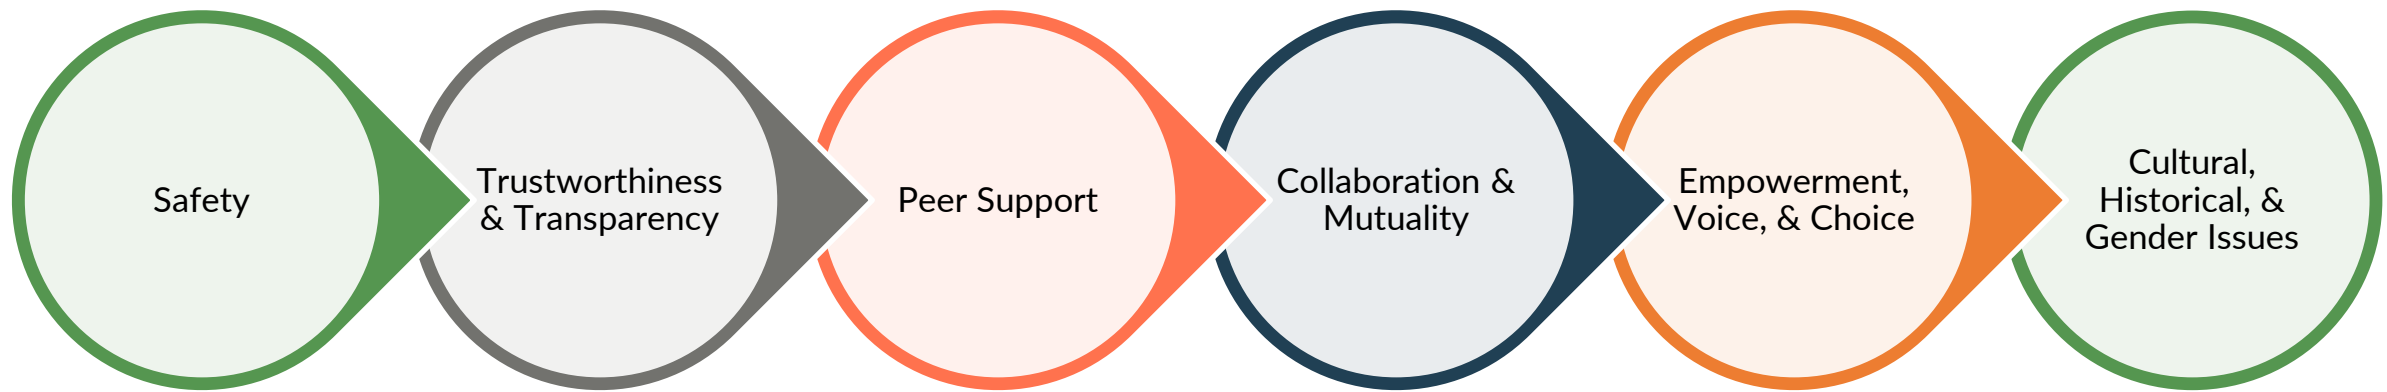 Safety
Trustworthiness
& Transparency
Peer Support
Collaboration &
Mutuality
Empowerment,
Voice, & Choice
Cultural,
Historical, &
Gender Issues